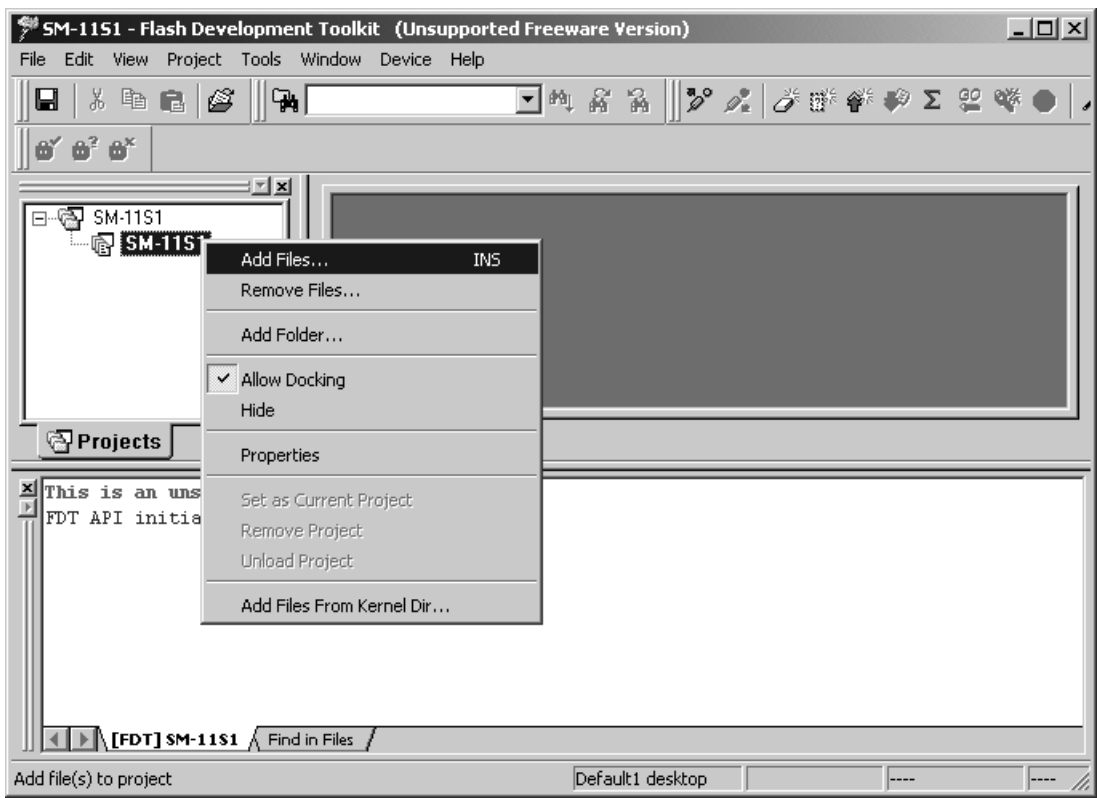 SM-11S1 - Flash Development Toolkit (Unsupported Freeware Version)
File Edit View Project Tools Window Device Help
GO
SM-11S1
SM-11S1
Add Files... INS
Remove Files...
Add Folder...
Allow Docking
Hide
Projects
Properties
This is an uns
Set as Current Project
FDT API initia
Remove Project
Unload Project
Add Files From Kernel Dir...
[FDT] SM-11S1 Find in Files
Add file(s) to project Default1 desktop ---- ----